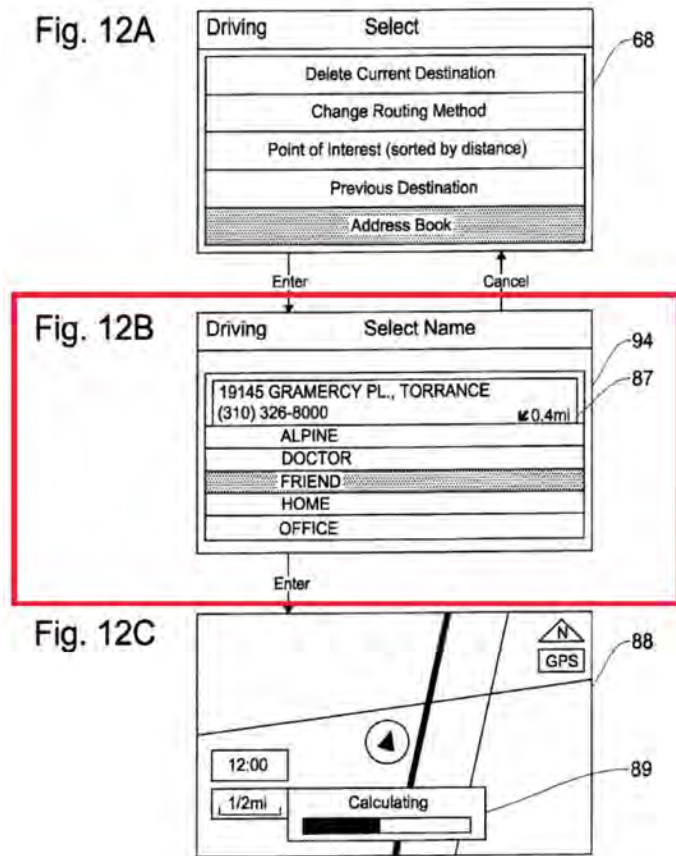 Fig. 12A
Driving Select
68
Delete Current Destination
Change Routing Method
Point of Interest (sorted by distance)
Previous Destination
Address Book
Enter Cancel
Fig. 12B
Driving Select Name
94
87
19145 GRAMERCY PL., TORRANCE
(310) 326-8000 0.4mi
ALPINE
DOCTOR
FRIEND
HOME
OFFICE
Enter
Fig. 12C
N
88
GPS
12:00
89
1/2mi Calculating